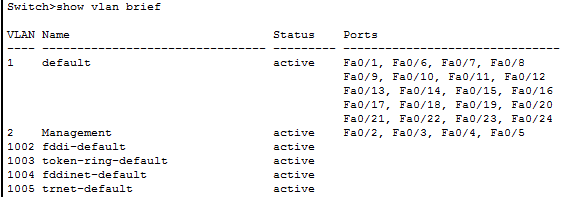 Switch>show vlan brief
VLAN Name                             Status    Ports
---- -------------------------------- --------- -------------------------------
1    default                          active    Fa0/1, Fa0/6, Fa0/7, Fa0/8
                                                Fa0/9, Fa0/10, Fa0/11, Fa0/12
                                                Fa0/13, Fa0/14, Fa0/15, Fa0/16
                                                Fa0/17, Fa0/18, Fa0/19, Fa0/20
                                                Fa0/21, Fa0/22, Fa0/23, Fa0/24
2    Management                       active    Fa0/2, Fa0/3, Fa0/4, Fa0/5
1002 fddi-default                     active
1003 token-ring-default               active
1004 fddinet-default                  active
1005 trnet-default                    active